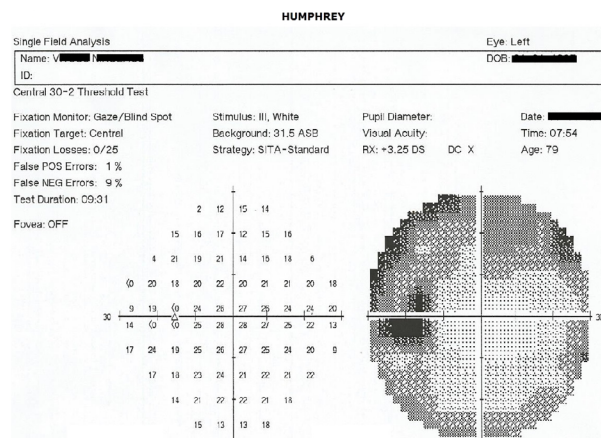 HUMPHREY
Single Field Analysis Eye: Left
Name: DOB:
ID:
Central 30-2 Threshold Test
Fixation Monitor: Gaze/Blind Spot Stimulus: III, White Pupil Diameter: Date:
Fixation Target: Central Background: 31.5 ASB Visual Acuity: Time: 07:54
Fixation Losses: 0/25 Strategy: SITA-Standard RX: +3.25 DS DC X Age: 79
False POS Errors: 1 %
False NEG Errors: 9 %
Test Duration: 09:31
Fovea: OFF
2 12 15 14
15 16 17 12 15 16
4 21 19 21 14 16 18 6
(0 20 18 20 22 20 21 21 20 18
9 19 (0 24 26 27 25 24 24 20
30
14 (0 (0 25 28 28 27 25 22 13
17 24 19 25 26 27 25 24 20 9
17 18 23 24 21 22 21 22
14 21 22 22 21 18
15 13 13 18